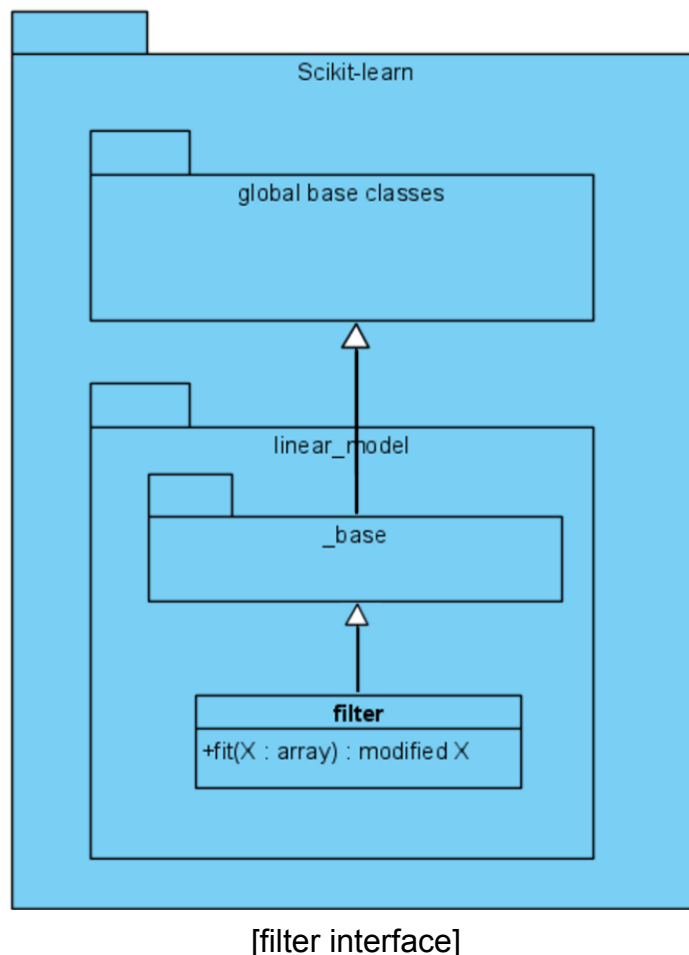 Scikit-learn
global base classes
linear_model
_base
filter
+fit(X : array) : modified X
[filter interface]